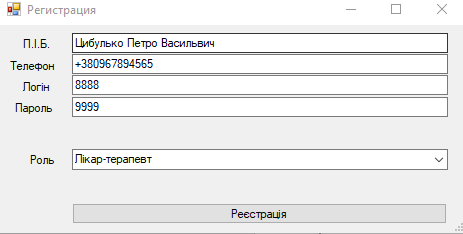 Регистрация
П.І.Б. Цибулько Петро Васильвич
Телефон +380967894565
Логін 8888
Пароль 9999
Роль Лікар-терапевт
Реєстрація